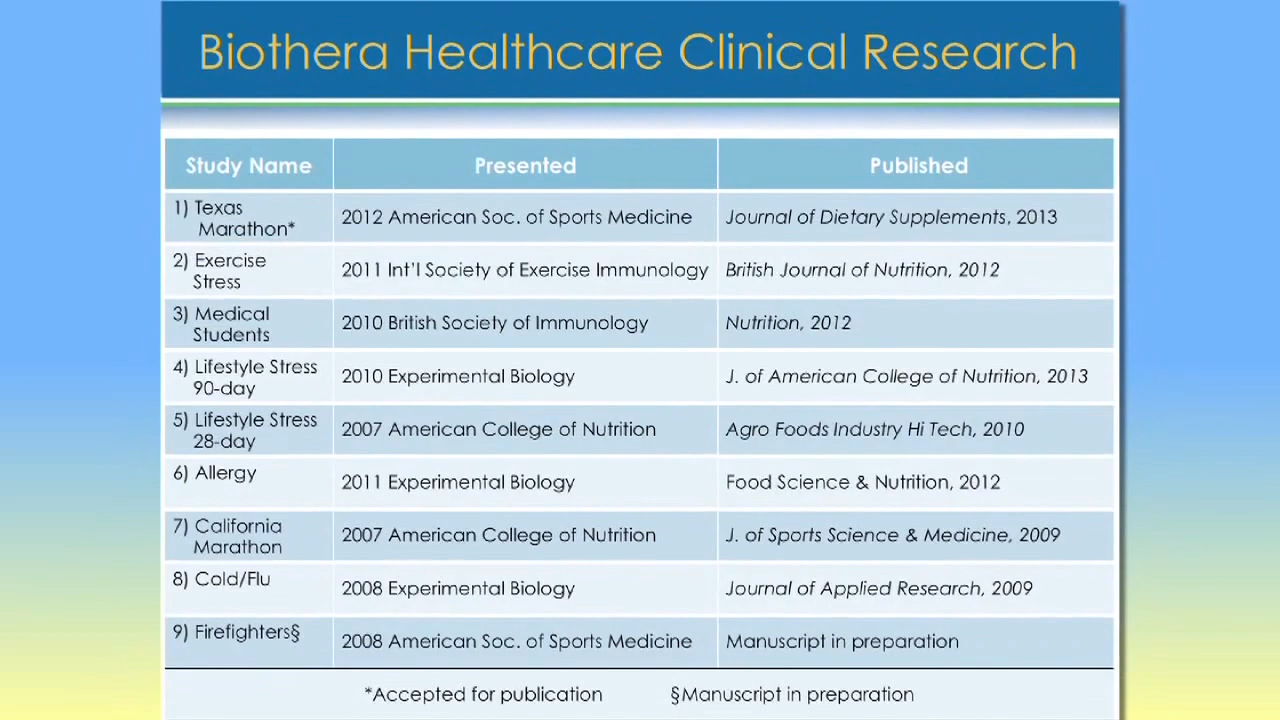 Biothera Healthcare Clinical Research
Study Name Presented Published
1) Texas
Marathon* 2012 American Soc. of Sports Medicine Journal of Dietary Supplements, 2013
2) Exercise
Stress 2011 Int'l Society of Exercise Immunology British Journal of Nutrition, 2012
3) Medical
Students 2010 British Society of Immunology Nutrition, 2012
4) Lifestyle Stress
90-day 2010 Experimental Biology J. of American College of Nutrition, 2013
5) Lifestyle Stress
28-day 2007 American College of Nutrition Agro Foods Industry Hi Tech, 2010
6) Allergy 2011 Experimental Biology Food Science & Nutrition, 2012
7) California
Marathon 2007 American College of Nutrition J. of Sports Science & Medicine, 2009
8) Cold/Flu 2008 Experimental Biology Journal of Applied Research, 2009
9) Firefighters§ 2008 American Soc. of Sports Medicine Manuscript in preparation
*Accepted for publication §Manuscript in preparation